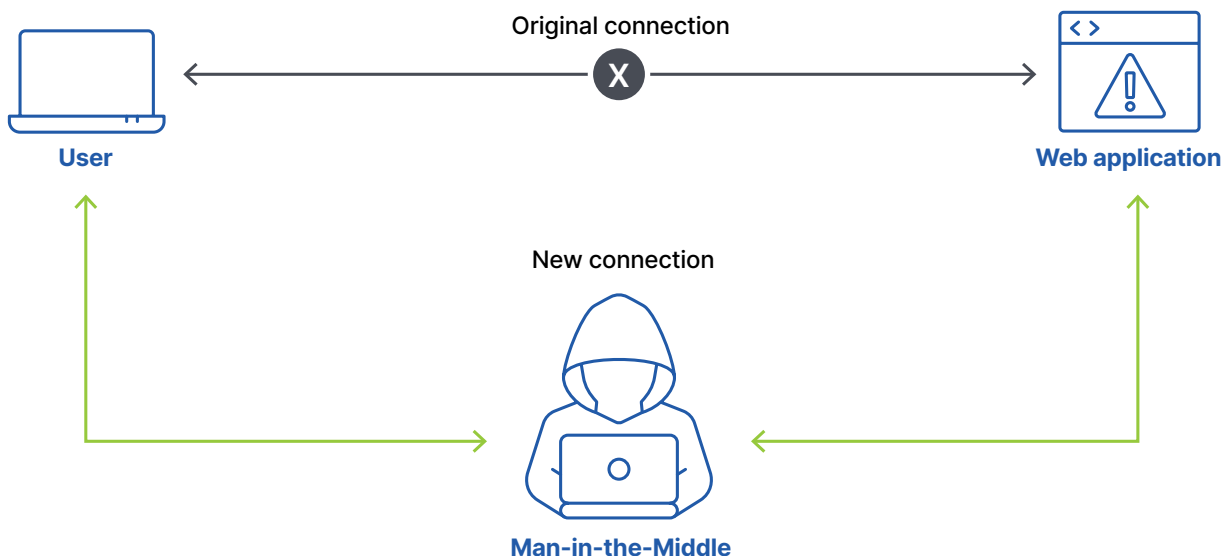 Original connection
X
User
Web application
New connection
Man-in-the-Middle